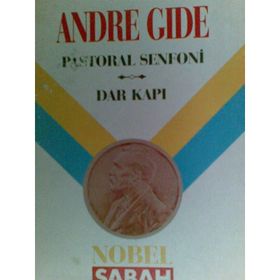 ANDRE GIDE
PASTORAL SENFONİ
DAR KAPI
NOBEL
SABAH